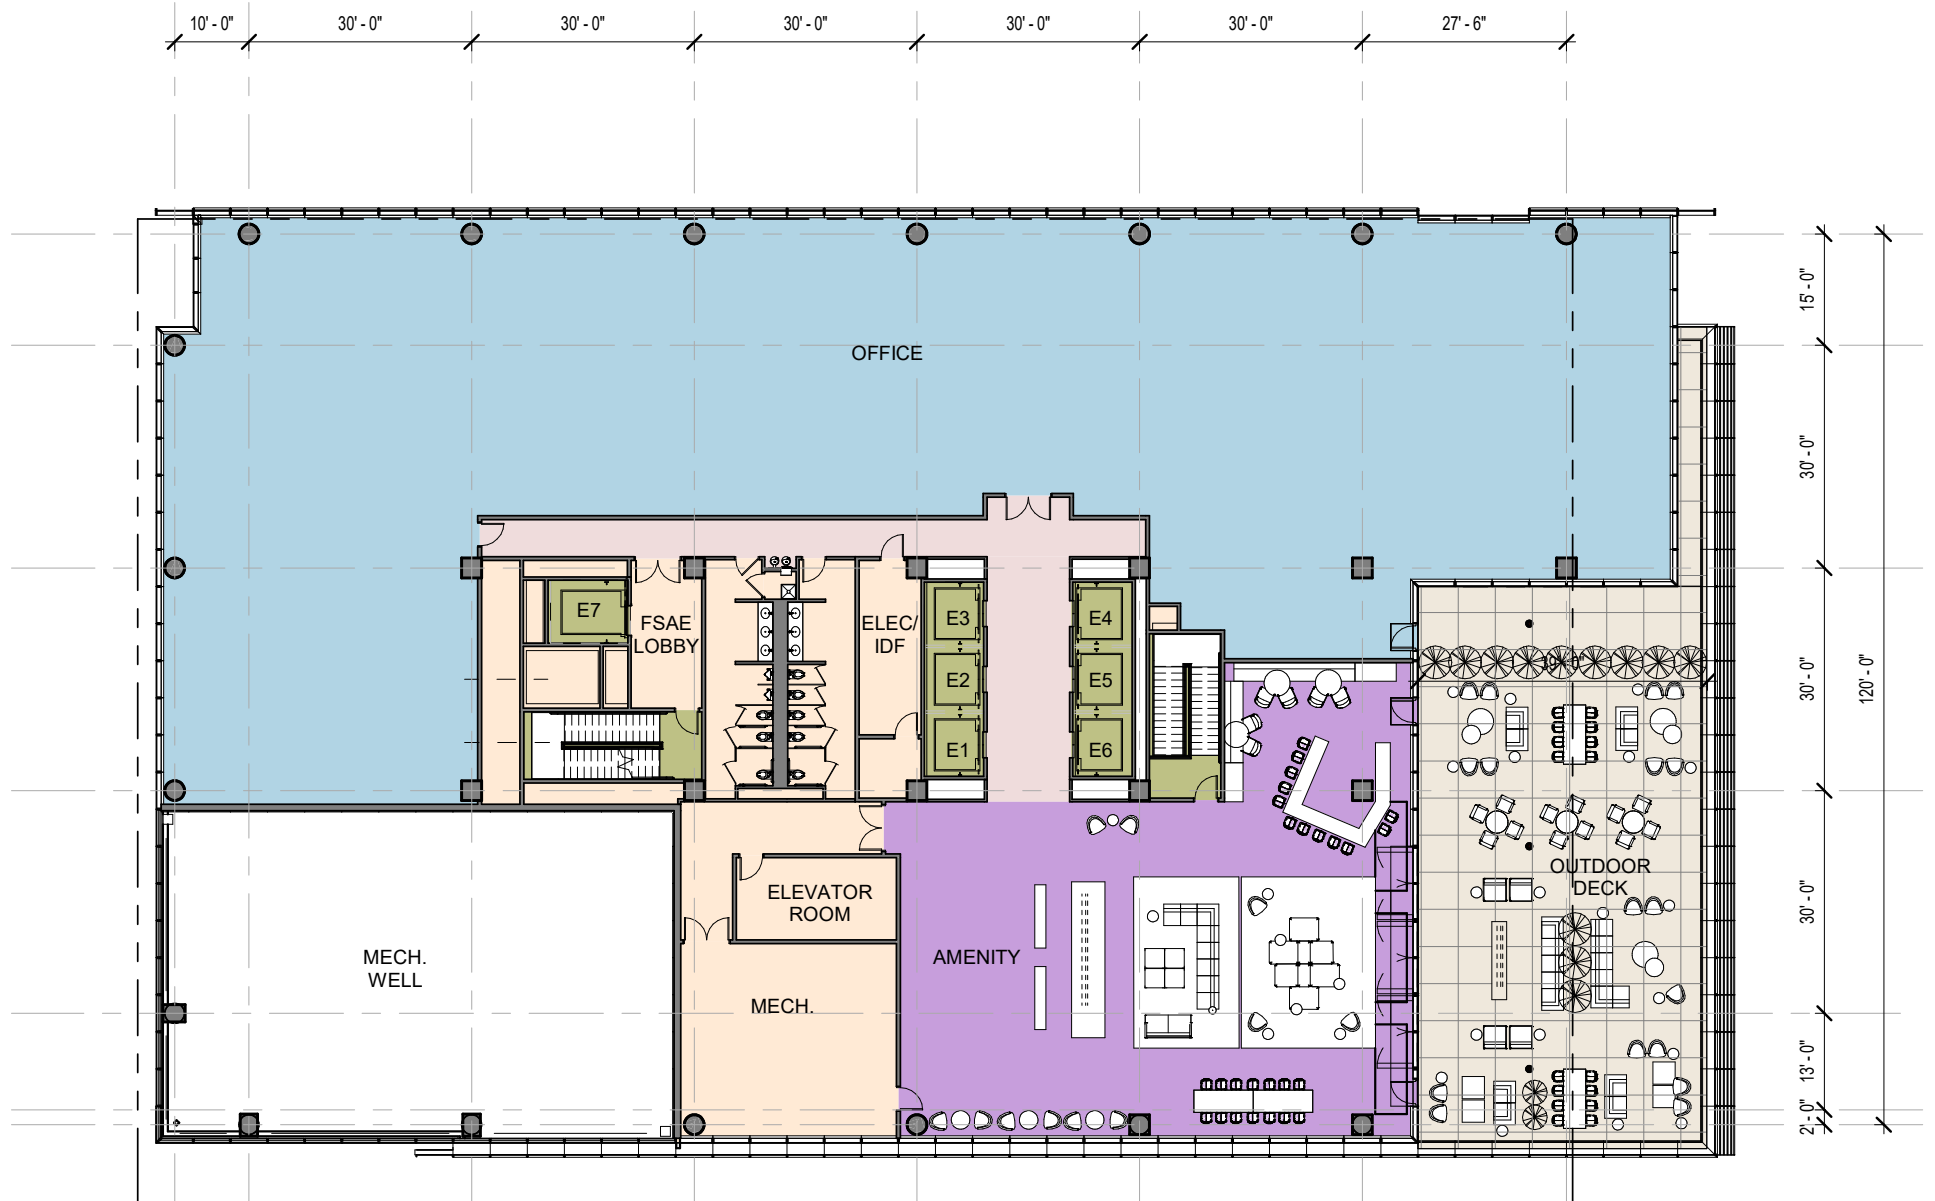 10' - 0"
30' - 0"
30' - 0"
30' - 0"
30' - 0"
30' - 0"
27' - 6"
15' - 0"
OFFICE
30' - 0"
E7
FSAE
LOBBY
ELEC/
IDF
E3
E4
E2
E5
E1
E6
39' - 0"
30' - 0"
120' - 0"
OUTDOOR
DECK
ELEVATOR
ROOM
30' - 0"
MECH.
WELL
AMENITY
MECH.
13' - 0"
2' - 0"